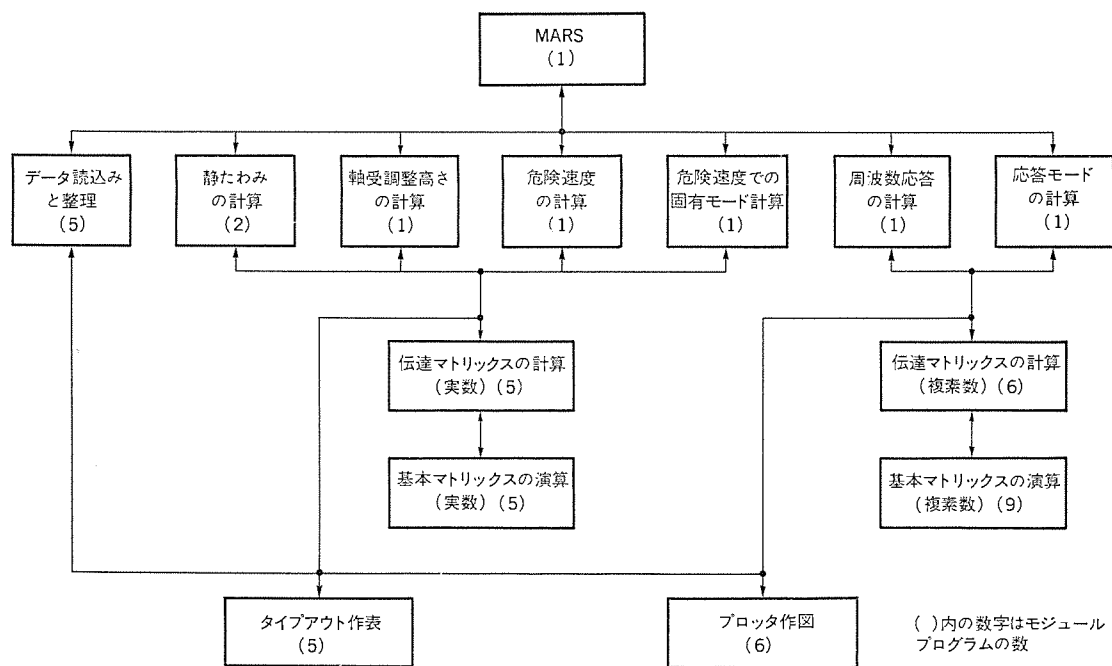 MARS
(1)
データ読込み
と整理
(5)
静たわみ
の計算
(2)
軸受調整高さ
の計算
(1)
危険速度
の計算
(1)
危険速度での
固有モード計算
(1)
周波数応答
の計算
(1)
応答モード
の計算
(1)
伝達マトリックスの計算
(実数)(5)
伝達マトリックスの計算
(複素数)(6)
基本マトリックスの演算
(実数)(5)
基本マトリックスの演算
(複素数)(9)
タイプアウト作表
(5)
プロッタ作図
(6)
( )内の数字はモジュール
プログラムの数